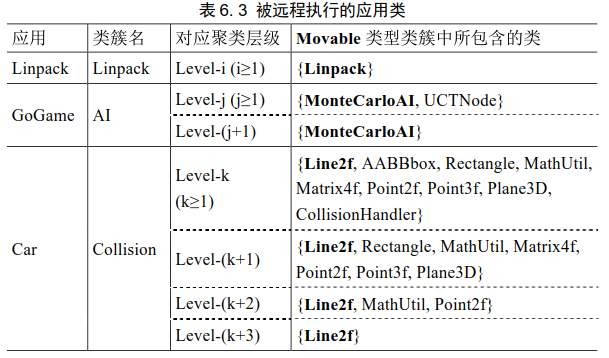 表 6. 3 被远程执行的应用类
应用 类簇名 对应聚类层级 Movable 类型类簇中所包含的类
Linpack Linpack Level-i (i≥1) {Linpack}
GoGame AI Level-j (j≥1) {MonteCarloAI, UCTNode}
Level-(j+1) {MonteCarloAI}
Car Collision Level-k
(k≥1)
{Line2f, AABBbox, Rectangle, MathUtil,
Matrix4f, Point2f, Point3f, Plane3D,
CollisionHandler}
Level-(k+1)
{Line2f, Rectangle, MathUtil, Matrix4f,
Point2f, Point3f, Plane3D}
Level-(k+2) {Line2f, MathUtil, Point2f}
Level-(k+3) {Line2f}